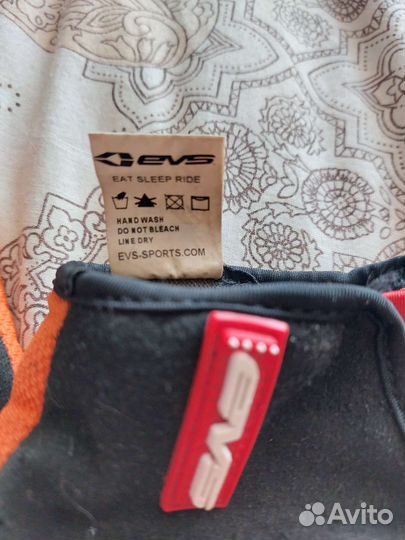 EVS
EAT SLEEP RIDE
HAND WASH
DO NOT BLEACH
LINE DRY
EVS-SPORTS.COM
EVS
Avito